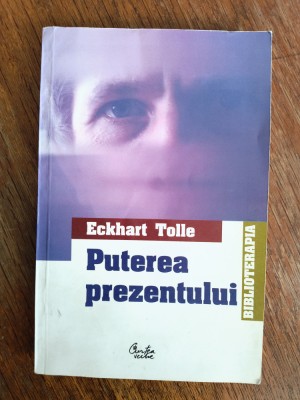 Eckhart Tolle
Puterea
prezentului
BIBLIOTERAPIA
Curtea
veche